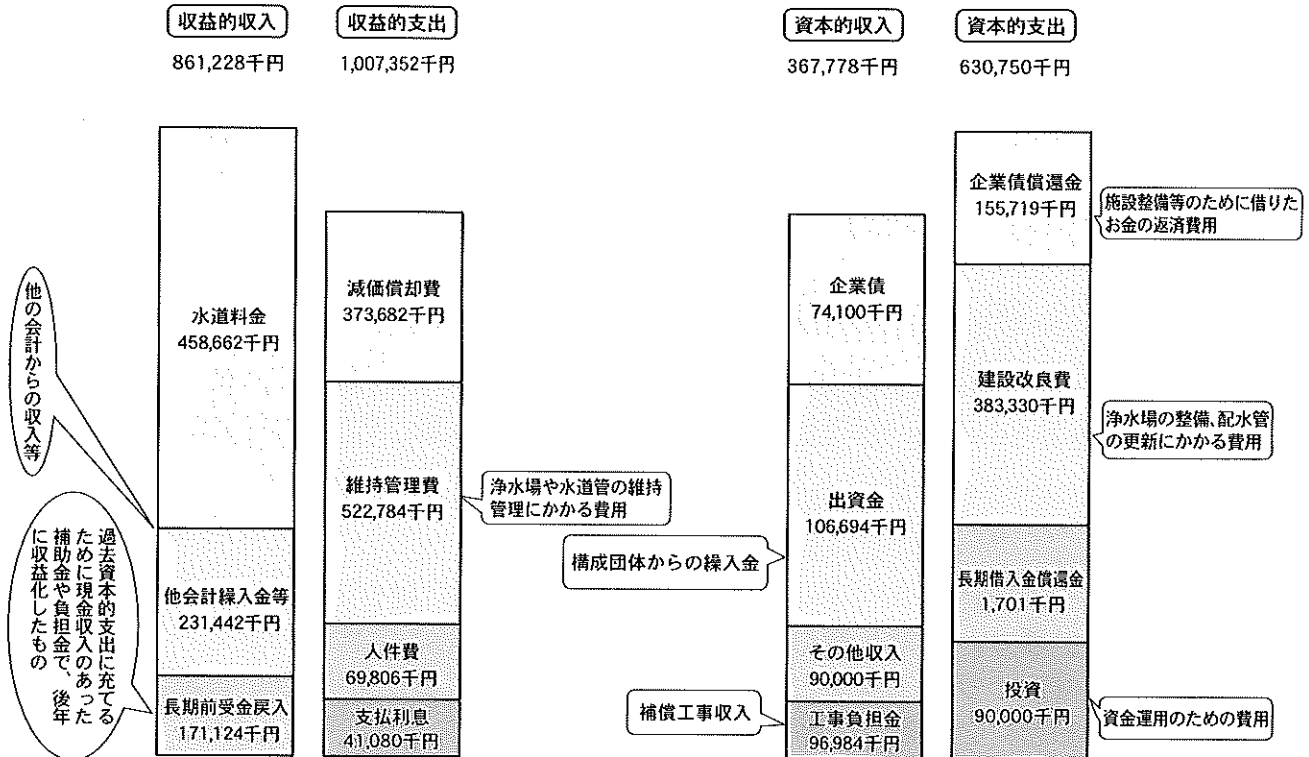 収益的収入
861,228千円
収益的支出
1,007,352千円
資本的収入
367,778千円
資本的支出
630,750千円
水道料金
458,662千円
他会計繰入金等
231,442千円
長期前受金戻入
171,124千円
他の会計からの収入等
過去資本的支出に充てる
ために現金収入のあった
補助金や負担金で、後年
に収益化したもの
減価償却費
373,682千円
維持管理費
522,784千円
人件費
69,806千円
支払利息
41,080千円
浄水場や水道管の維持
管理にかかる費用
企業債
74,100千円
出資金
106,694千円
その他収入
90,000千円
工事負担金
96,984千円
構成団体からの繰入金
補償工事収入
企業債償還金
155,719千円
建設改良費
383,330千円
長期借入金償還金
1,701千円
投資
90,000千円
施設整備等のために借りた
お金の返済費用
浄水場の整備、配水管
の更新にかかる費用
資金運用のための費用